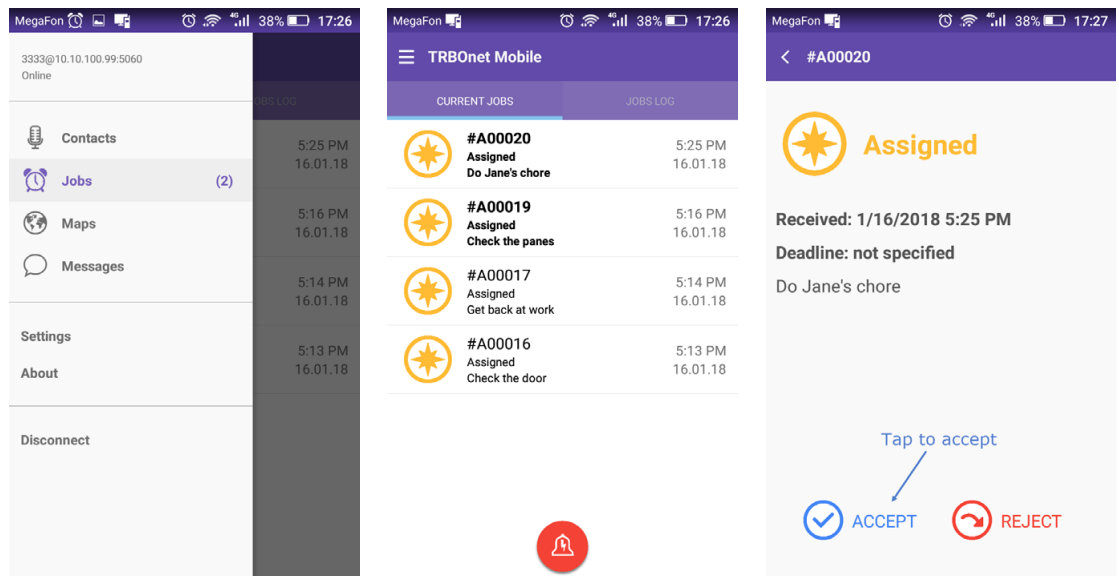 MegaFon 4G 38% 17:26
3333@10.10.100.99:5060
Online
Contacts
Jobs (2)
Maps
Messages
Settings
About
Disconnect
OBS LOG
5:25 PM
16.01.18
5:16 PM
16.01.18
5:14 PM
16.01.18
5:13 PM
16.01.18
MegaFon 4G 38% 17:26
TRBOnet Mobile
CURRENT JOBS JOBS LOG
#A00020
Assigned
Do Jane's chore
5:25 PM
16.01.18
#A00019
Assigned
Check the panes
5:16 PM
16.01.18
#A00017
Assigned
Get back at work
5:14 PM
16.01.18
#A00016
Assigned
Check the door
5:13 PM
16.01.18
MegaFon 4G 38% 17:27
#A00020
Assigned
Received: 1/16/2018 5:25 PM
Deadline: not specified
Do Jane's chore
Tap to accept
ACCEPT REJECT